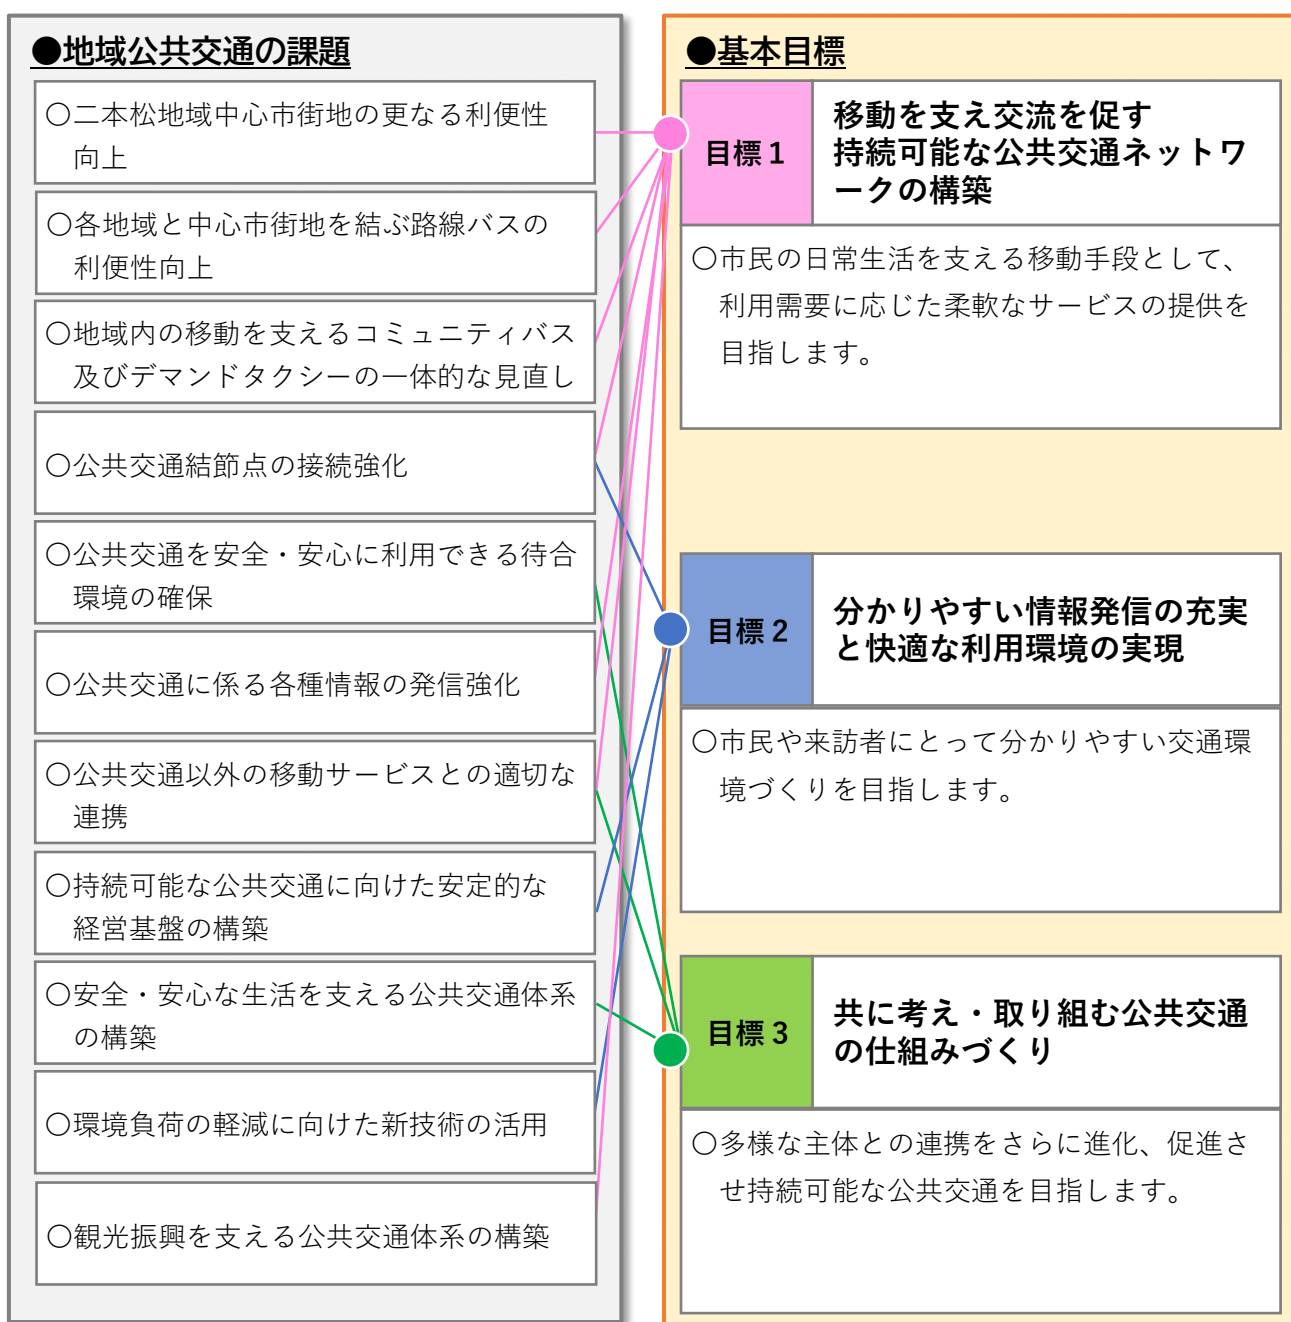 ●地域公共交通の課題
〇二本松地域中心市街地の更なる利便性
向上
〇各地域と中心市街地を結ぶ路線バスの
利便性向上
〇地域内の移動を支えるコミュニティバス
及びデマンドタクシーの一体的な見直し
〇公共交通結節点の接続強化
〇公共交通を安全・安心に利用できる待合
環境の確保
〇公共交通に係る各種情報の発信強化
〇公共交通以外の移動サービスとの適切な
連携
〇持続可能な公共交通に向けた安定的な
経営基盤の構築
〇安全・安心な生活を支える公共交通体系
の構築
〇環境負荷の軽減に向けた新技術の活用
〇観光振興を支える公共交通体系の構築
●基本目標
目標1
移動を支え交流を促す
持続可能な公共交通ネットワ
ークの構築
〇市民の日常生活を支える移動手段として、
利用需要に応じた柔軟なサービスの提供を
目指します。
目標2
分かりやすい情報発信の充実
と快適な利用環境の実現
〇市民や来訪者にとって分かりやすい交通環
境づくりを目指します。
目標3
共に考え・取り組む公共交通
の仕組みづくり
〇多様な主体との連携をさらに進化、促進さ
せ持続可能な公共交通を目指します。